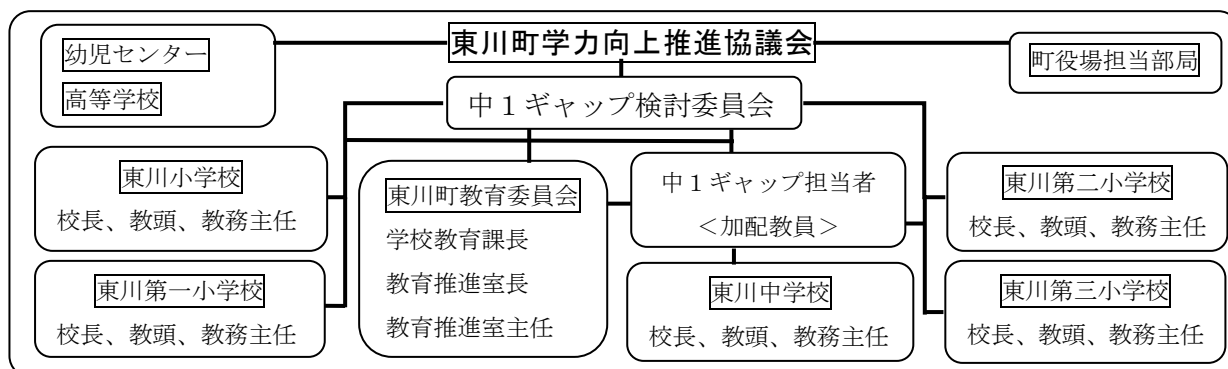 東川町学力向上推進協議会
幼児センター
高等学校
町役場担当部局
中１ギャップ検討委員会
東川小学校
校長、教頭、教務主任
東川第一小学校
校長、教頭、教務主任
東川町教育委員会
学校教育課長
教育推進室長
教育推進室主任
中１ギャップ担当者
＜加配教員＞
東川中学校
校長、教頭、教務主任
東川第二小学校
校長、教頭、教務主任
東川第三小学校
校長、教頭、教務主任